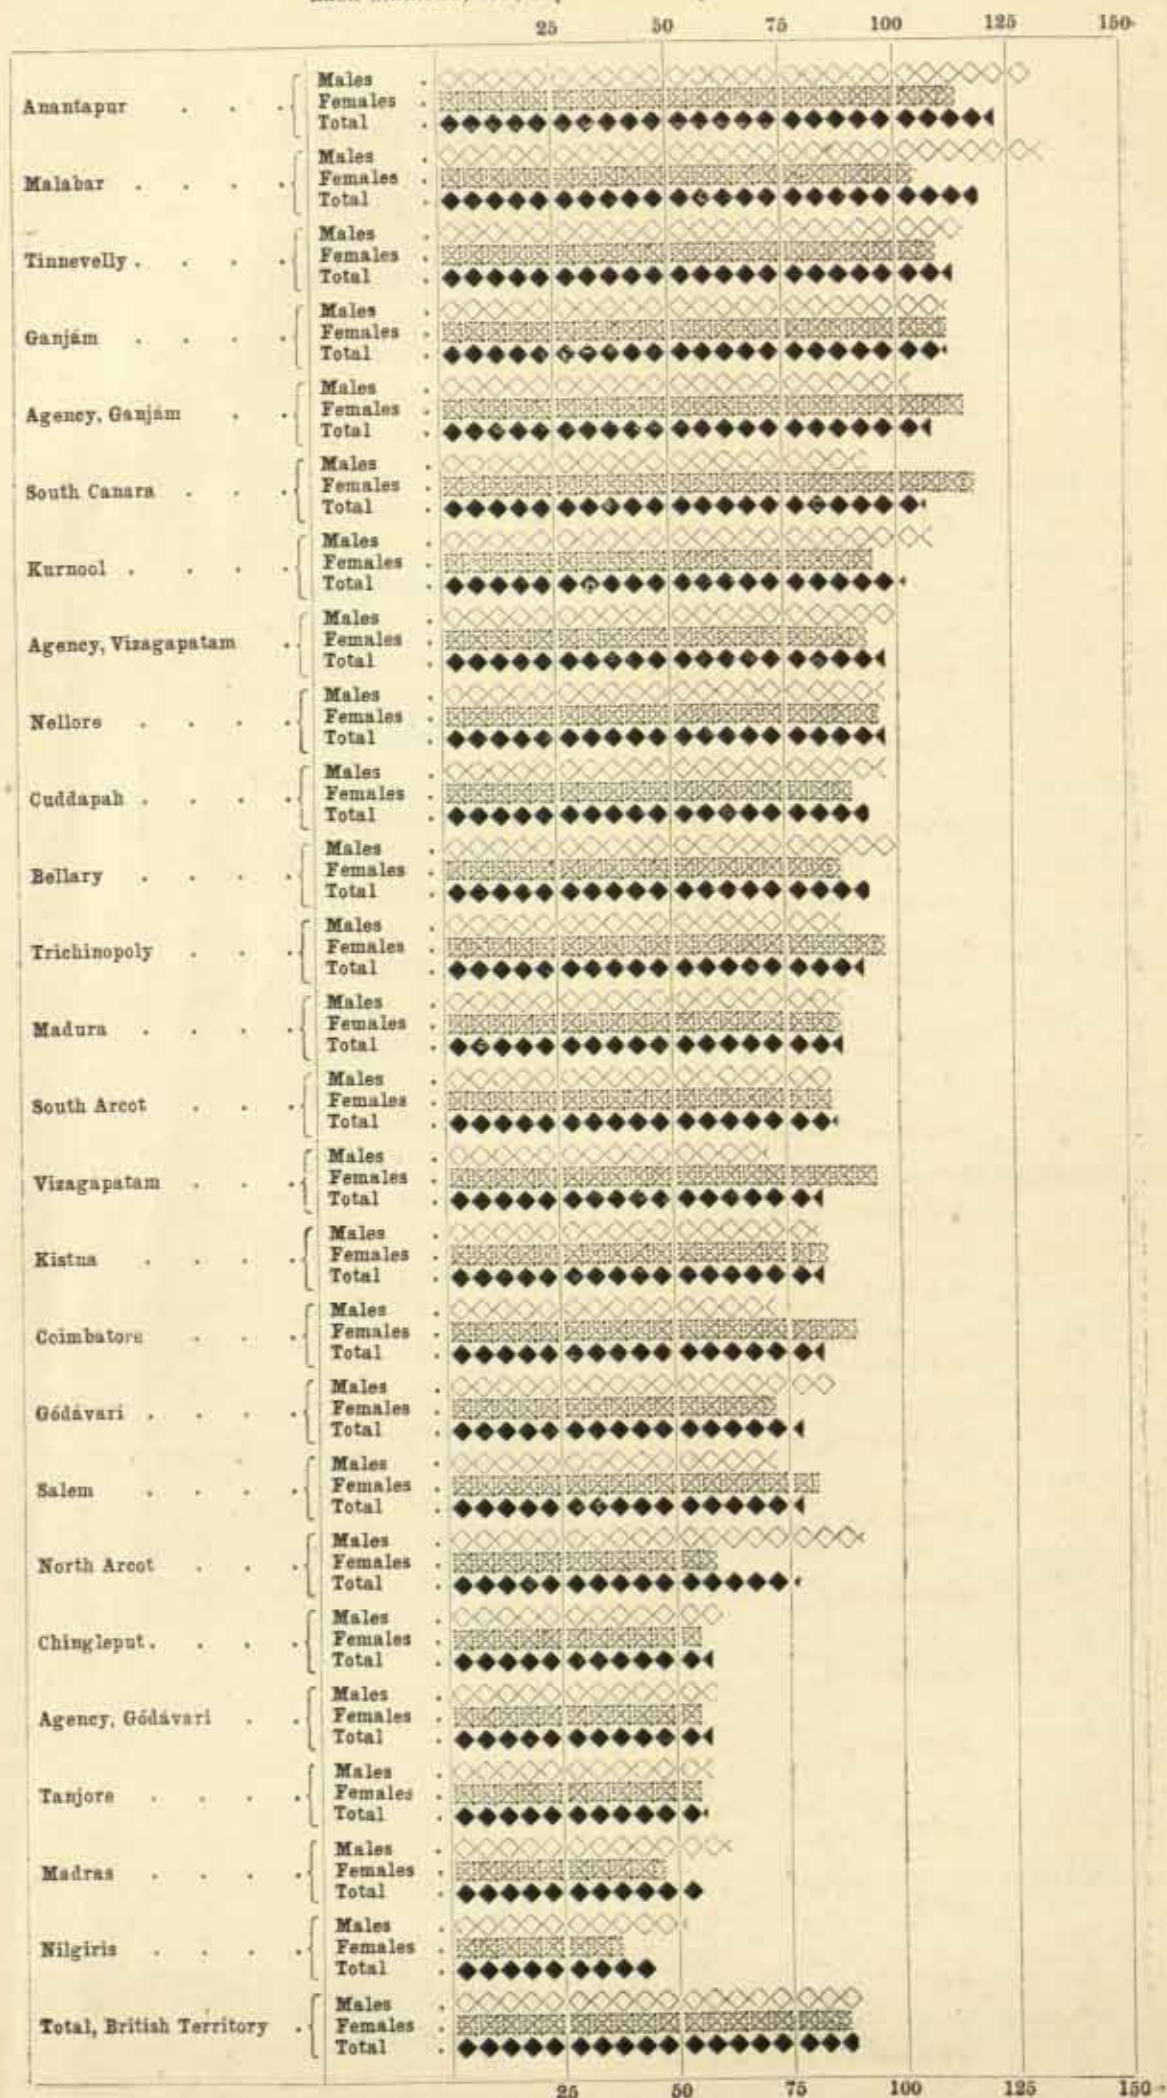 25 50 75 100 125 150
Males
Anantapur Females
Total
Males
Malabar Females
Total
Males
Tinnevelly Females
Total
Males
Ganjám Females
Total
Males
Agency, Ganjám Females
Total
Males
South Canara Females
Total
Males
Kurnool Females
Total
Males
Agency, Vizagapatam Females
Total
Males
Nellore Females
Total
Males
Cuddapah Females
Total
Males
Bellary Females
Total
Males
Trichinopoly Females
Total
Males
Madura Females
Total
Males
South Arcot Females
Total
Males
Vizagapatam Females
Total
Males
Kistna Females
Total
Males
Coimbatore Females
Total
Males
Gódávari Females
Total
Males
Salem Females
Total
Males
North Arcot Females
Total
Males
Chingleput Females
Total
Males
Agency, Gódávari Females
Total
Males
Tanjore Females
Total
Males
Madras Females
Total
Males
Nilgiris Females
Total
Males
Total, British Territory Females
Total
25 50 75 100 125 150